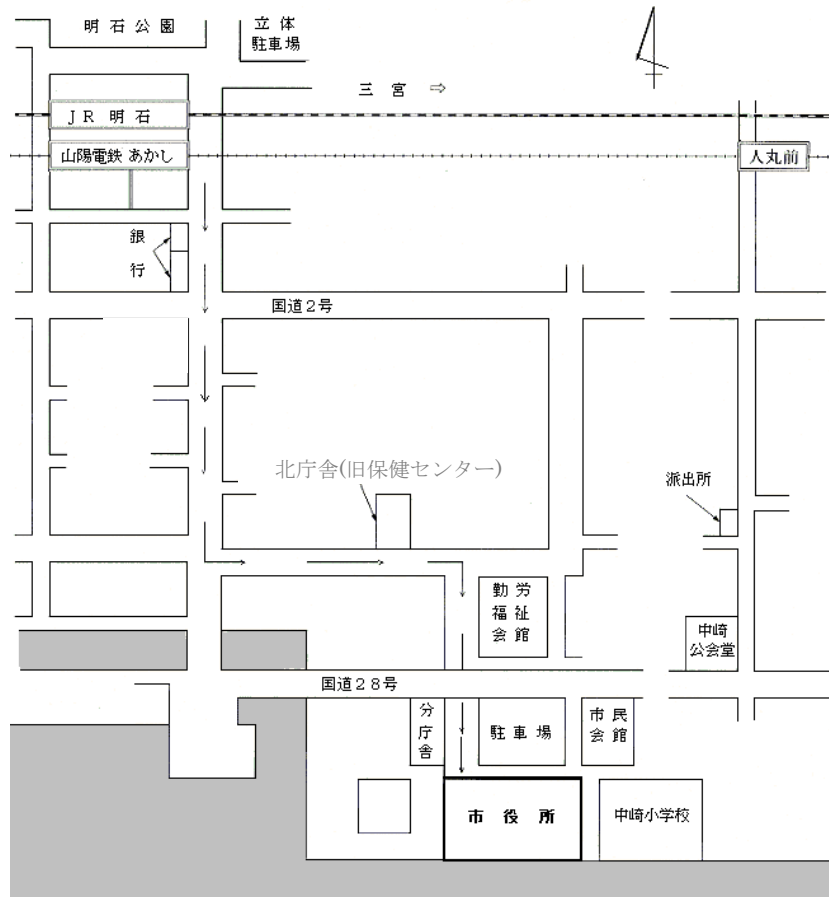 明石公園
立体
駐車場
三宮 ⇒
JR 明石
山陽電鉄 あかし
人丸前
銀
行
国道2号
北庁舎(旧保健センター)
派出所
勤労
福祉
会館
中崎
公会堂
国道28号
分
庁
舎
駐車場
市民
会館
市役所
中崎小学校